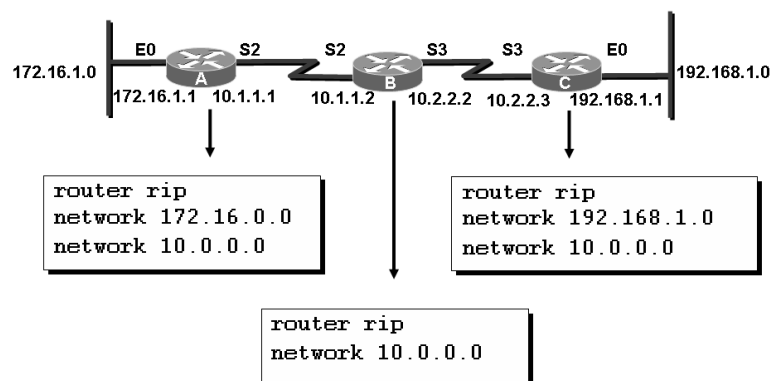 E0 S2 S2 S3 S3 E0
172.16.1.0 A B C 192.168.1.0
172.16.1.1 10.1.1.1 10.1.1.2 10.2.2.2 10.2.2.3 192.168.1.1
router rip
network 172.16.0.0
network 10.0.0.0
router rip
network 192.168.1.0
network 10.0.0.0
router rip
network 10.0.0.0